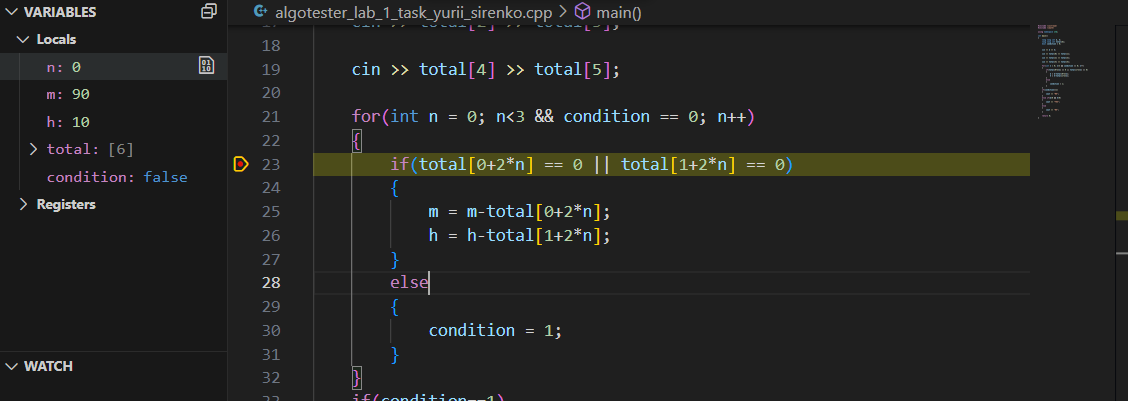 VARIABLES
Locals
n: 0
m: 90
h: 10
total: [6]
condition: false
Registers
WATCH
algotester_lab_1_task_yurii_sirenko.cpp > main()
18
19 cin >> total[4] >> total[5];
20
21 for(int n = 0; n<3 && condition == 0; n++)
22 {
23 if(total[0+2*n] == 0 || total[1+2*n] == 0)
24 {
25 m = m-total[0+2*n];
26 h = h-total[1+2*n];
27 }
28 else
29 {
30 condition = 1;
31 }
32 }
if(condition==1)